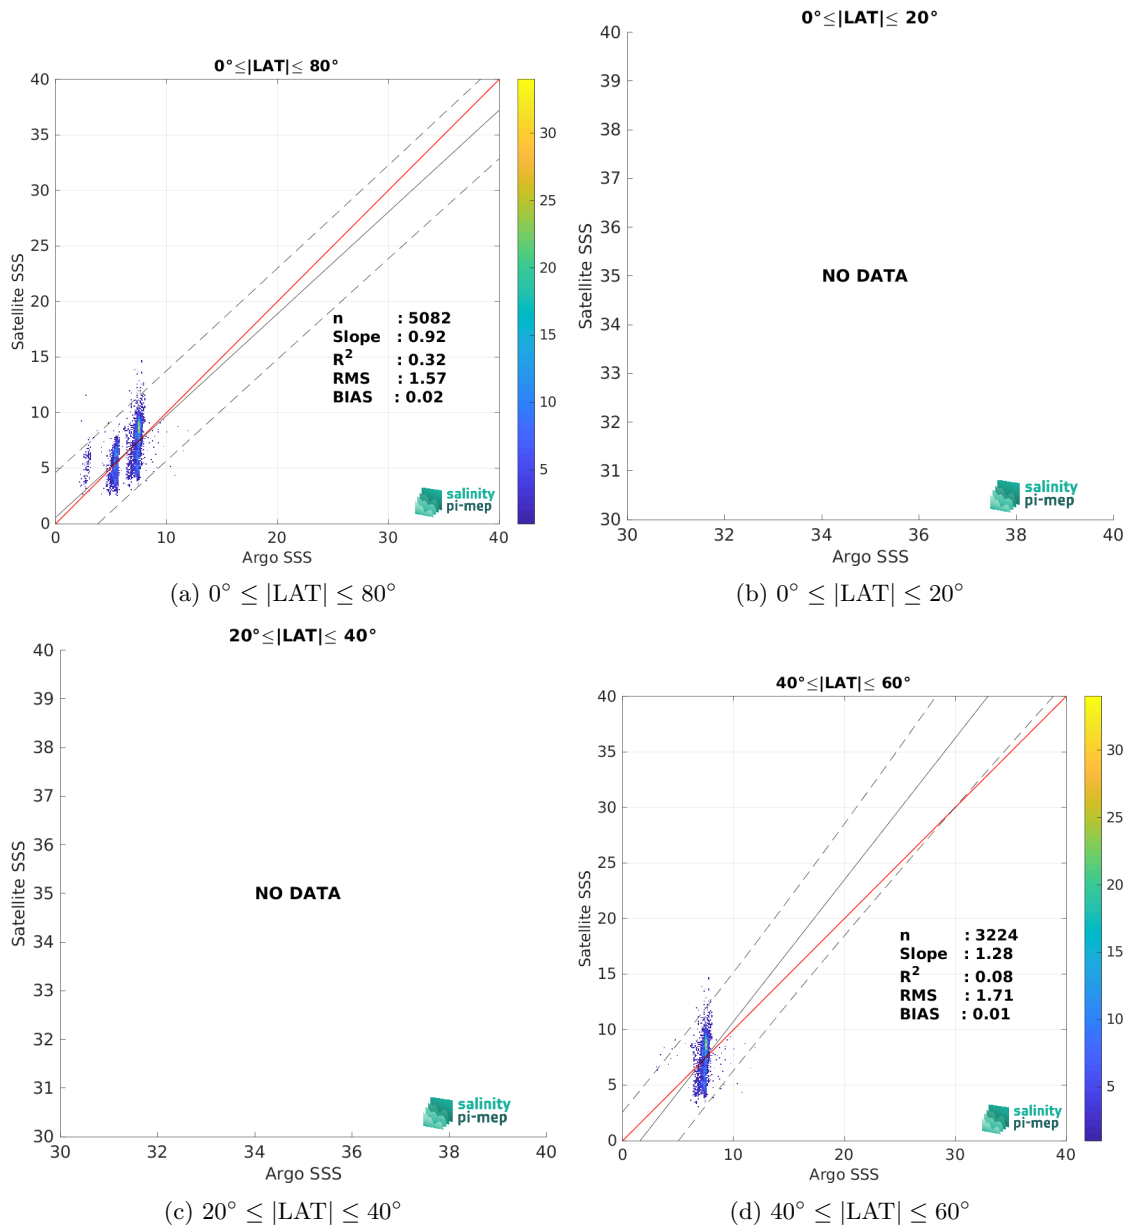 0°≤|LAT|≤ 80°
40
35
30
25
20
15
10
5
0
Satellite SSS
0
10
20
30
40
Argo SSS
30
25
20
15
10
5
n : 5082
Slope : 0.92
R² : 0.32
RMS : 1.57
BIAS : 0.02
salinity
pi-mep
(a) 0° ≤ |LAT| ≤ 80°
0°≤|LAT|≤ 20°
40
39
38
37
36
35
34
33
32
31
30
Satellite SSS
NO DATA
30
32
34
36
38
40
Argo SSS
salinity
pi-mep
(b) 0° ≤ |LAT| ≤ 20°
20°≤|LAT|≤ 40°
40
39
38
37
36
35
34
33
32
31
30
Satellite SSS
NO DATA
30
32
34
36
38
40
Argo SSS
salinity
pi-mep
(c) 20° ≤ |LAT| ≤ 40°
40°≤|LAT|≤ 60°
40
35
30
25
20
15
10
5
0
Satellite SSS
0
10
20
30
40
Argo SSS
30
25
20
15
10
5
n : 3224
Slope : 1.28
R² : 0.08
RMS : 1.71
BIAS : 0.01
salinity
pi-mep
(d) 40° ≤ |LAT| ≤ 60°